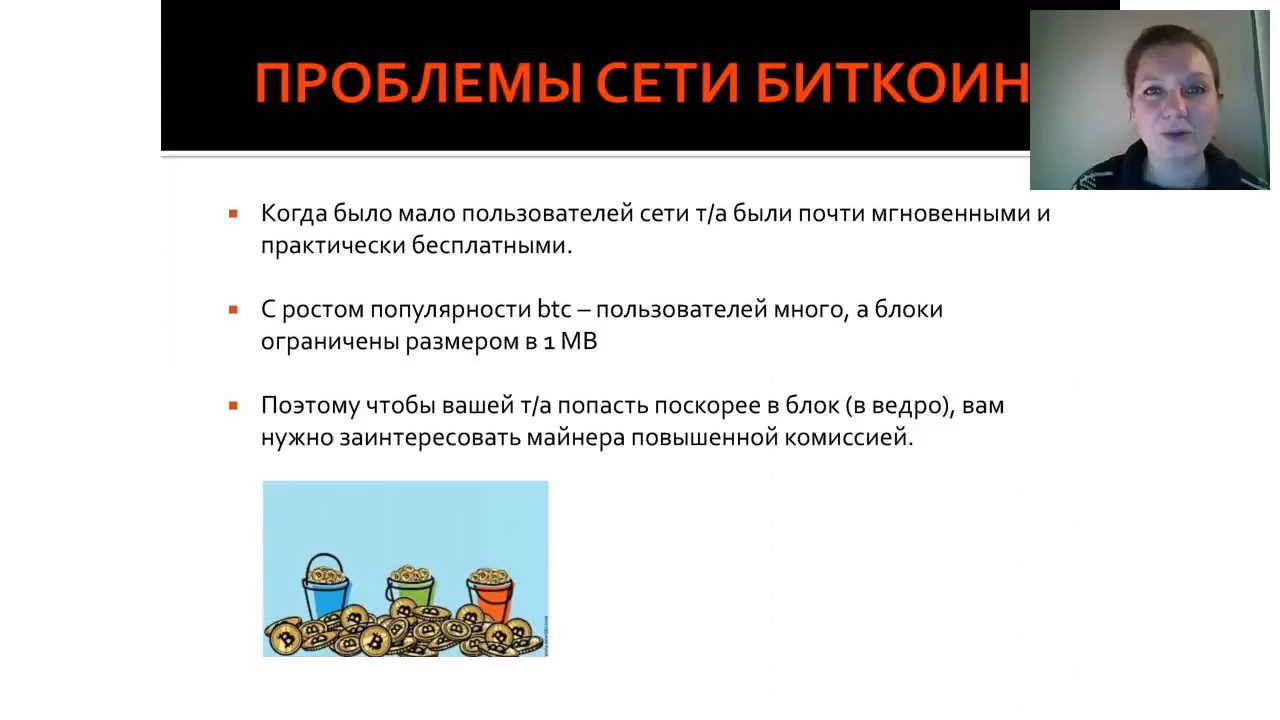 ПРОБЛЕМЫ СЕТИ БИТКОИН
Когда было мало пользователей сети т/а были почти мгновенными и
практически бесплатными.
С ростом популярности btc – пользователей много, а блоки
ограничены размером в 1 MB
Поэтому чтобы вашей т/а попасть поскорее в блок (в ведро), вам
нужно заинтересовать майнера повышенной комиссией.